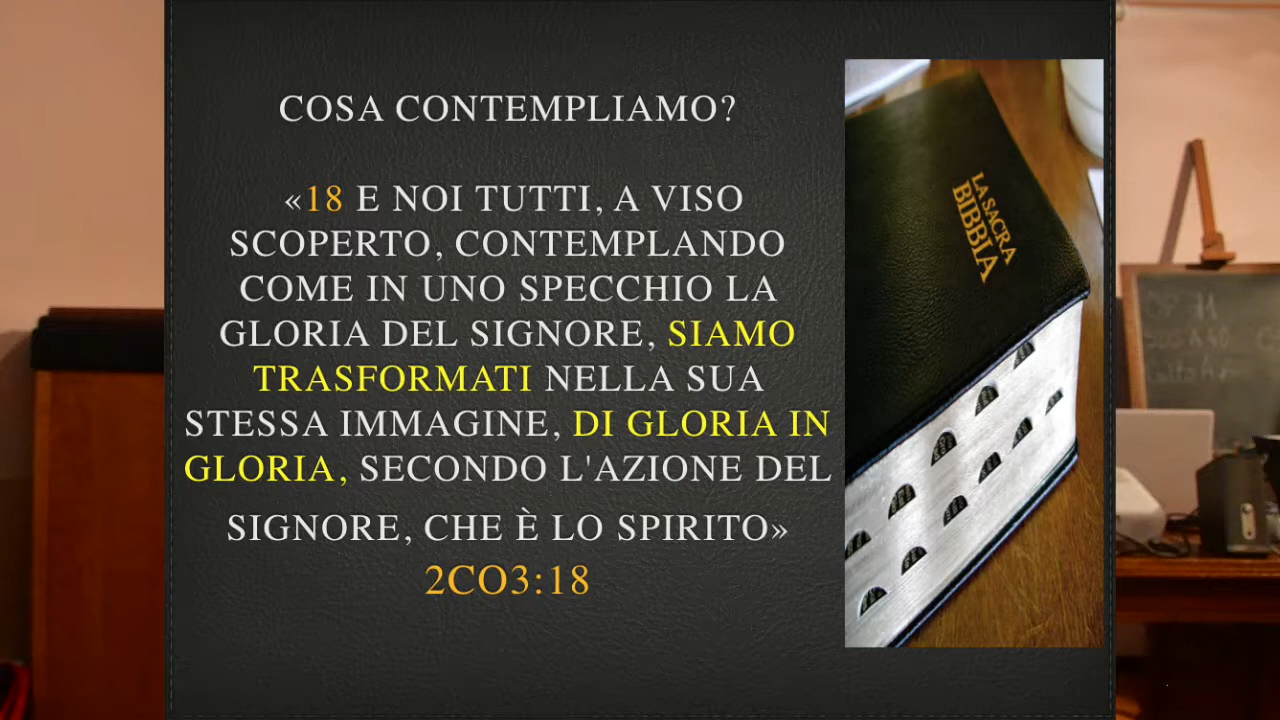 COSA CONTEMPLIAMO?
«18 E NOI TUTTI, A VISO
SCOPERTO, CONTEMPLANDO
COME IN UNO SPECCHIO LA
GLORIA DEL SIGNORE, SIAMO
TRASFORMATI NELLA SUA
STESSA IMMAGINE, DI GLORIA IN
GLORIA, SECONDO L'AZIONE DEL
SIGNORE, CHE È LO SPIRITO»
2CO3:18
LA SACRA
BIBBIA